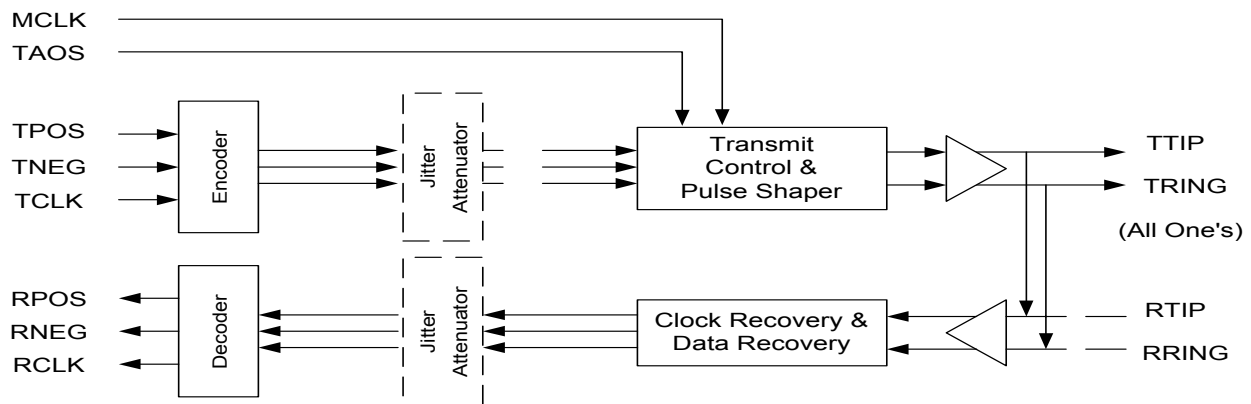 MCLK
TAOS
TPOS
TNEG
TCLK
Encoder
Jitter
Attenuator
Transmit
Control &
Pulse Shaper
TTIP
TRING
(All One's)
RPOS
RNEG
RCLK
Decoder
Jitter
Attenuator
Clock Recovery &
Data Recovery
RTIP
RRING